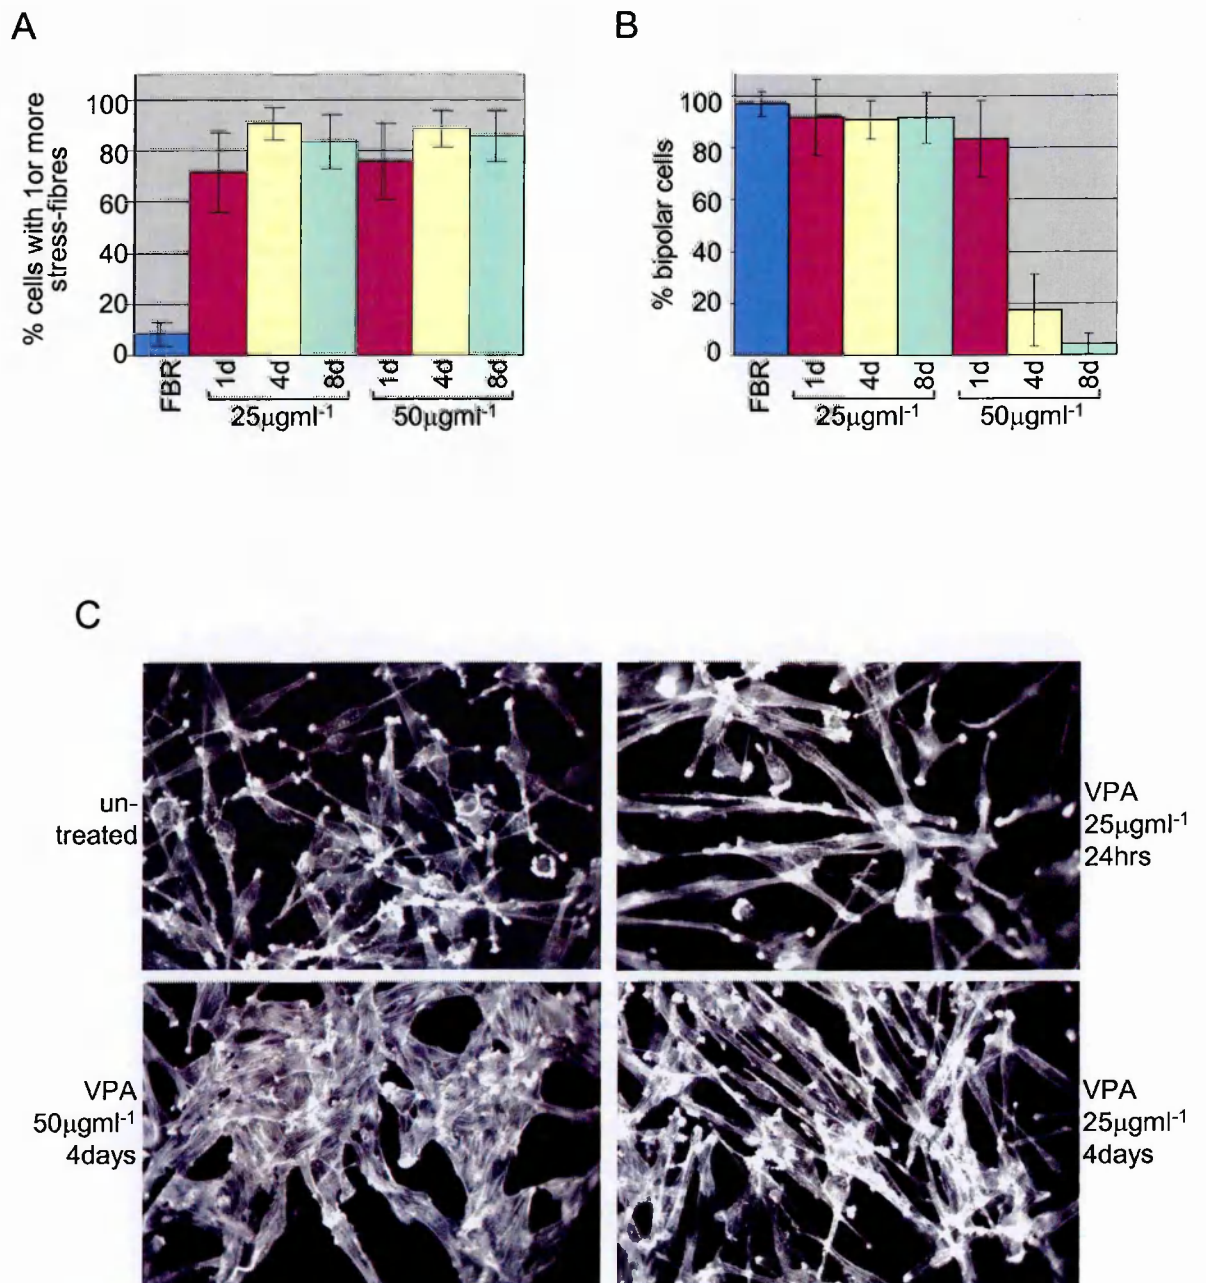 A
% cells with 1or more
stress-fibres
100
80
60
40
20
0
FBR
1d
4d
8d
1d
4d
8d
25µgml-1
50µgml-1
B
% bipolar cells
100
80
60
40
20
0
FBR
1d
4d
8d
1d
4d
8d
25µgml-1
50µgml-1
C
un-
treated
VPA
25µgml-1
24hrs
VPA
50µgml-1
4days
VPA
25µgml-1
4days